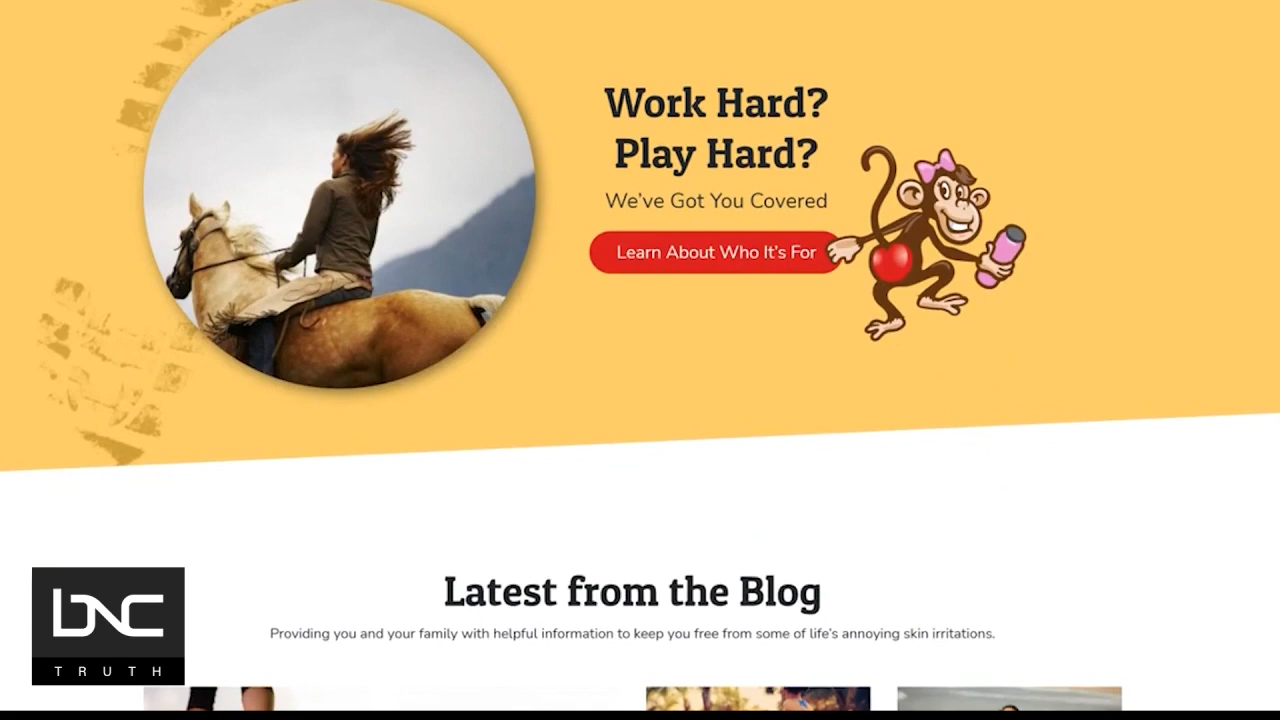 Work Hard?
Play Hard?
We've Got You Covered
Learn About Who It's For
Latest from the Blog
Providing you and your family with helpful information to keep you free from some of life's annoying skin irritations.
BNC
TRUTH